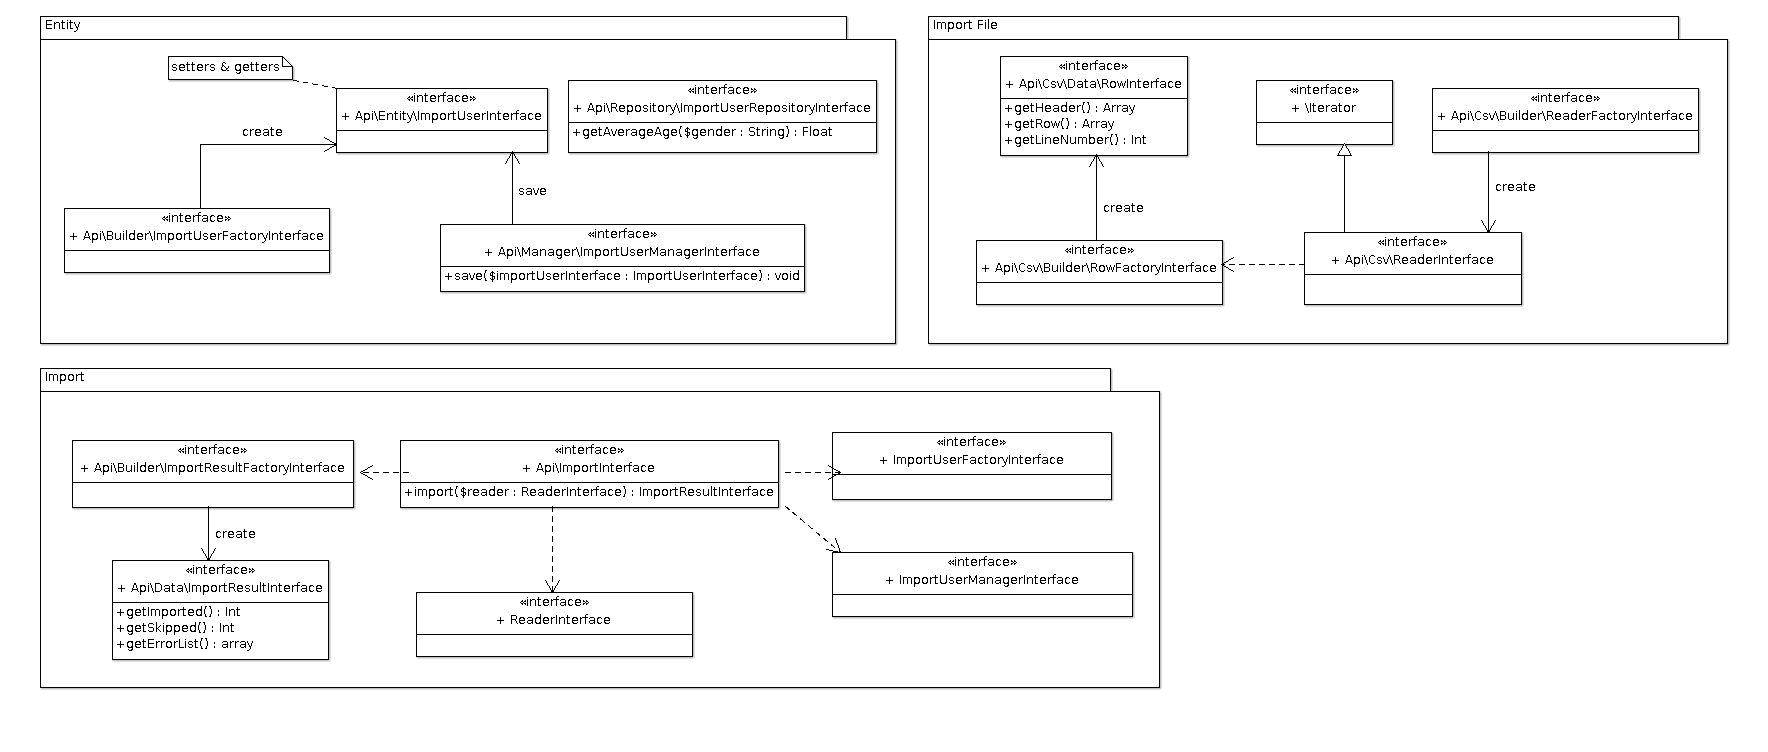 Entity
setters & getters
«interface»
+ Api\Entity\ImportUserInterface
«interface»
+ Api\Repository\ImportUserRepositoryInterface
+getAverageAge($gender : String) : Float
create
save
«interface»
+ Api\Builder\ImportUserFactoryInterface
«interface»
+ Api\Manager\ImportUserManagerInterface
+save($importUserInterface : ImportUserInterface) : void
Import File
«interface»
+ Api\Csv\Data\RowInterface
+getHeader() : Array
+getRow() : Array
+getLineNumber() : Int
«interface»
+ \Iterator
«interface»
+ Api\Csv\Builder\ReaderFactoryInterface
create
create
«interface»
+ Api\Csv\Builder\RowFactoryInterface
«interface»
+ Api\Csv\ReaderInterface
Import
«interface»
+ Api\Builder\ImportResultFactoryInterface
«interface»
+ Api\ImportInterface
+import($reader : ReaderInterface) : ImportResultInterface
«interface»
+ ImportUserFactoryInterface
create
«interface»
+ Api\Data\ImportResultInterface
+getImported() : Int
+getSkipped() : Int
+getErrorList() : array
«interface»
+ ReaderInterface
«interface»
+ ImportUserManagerInterface